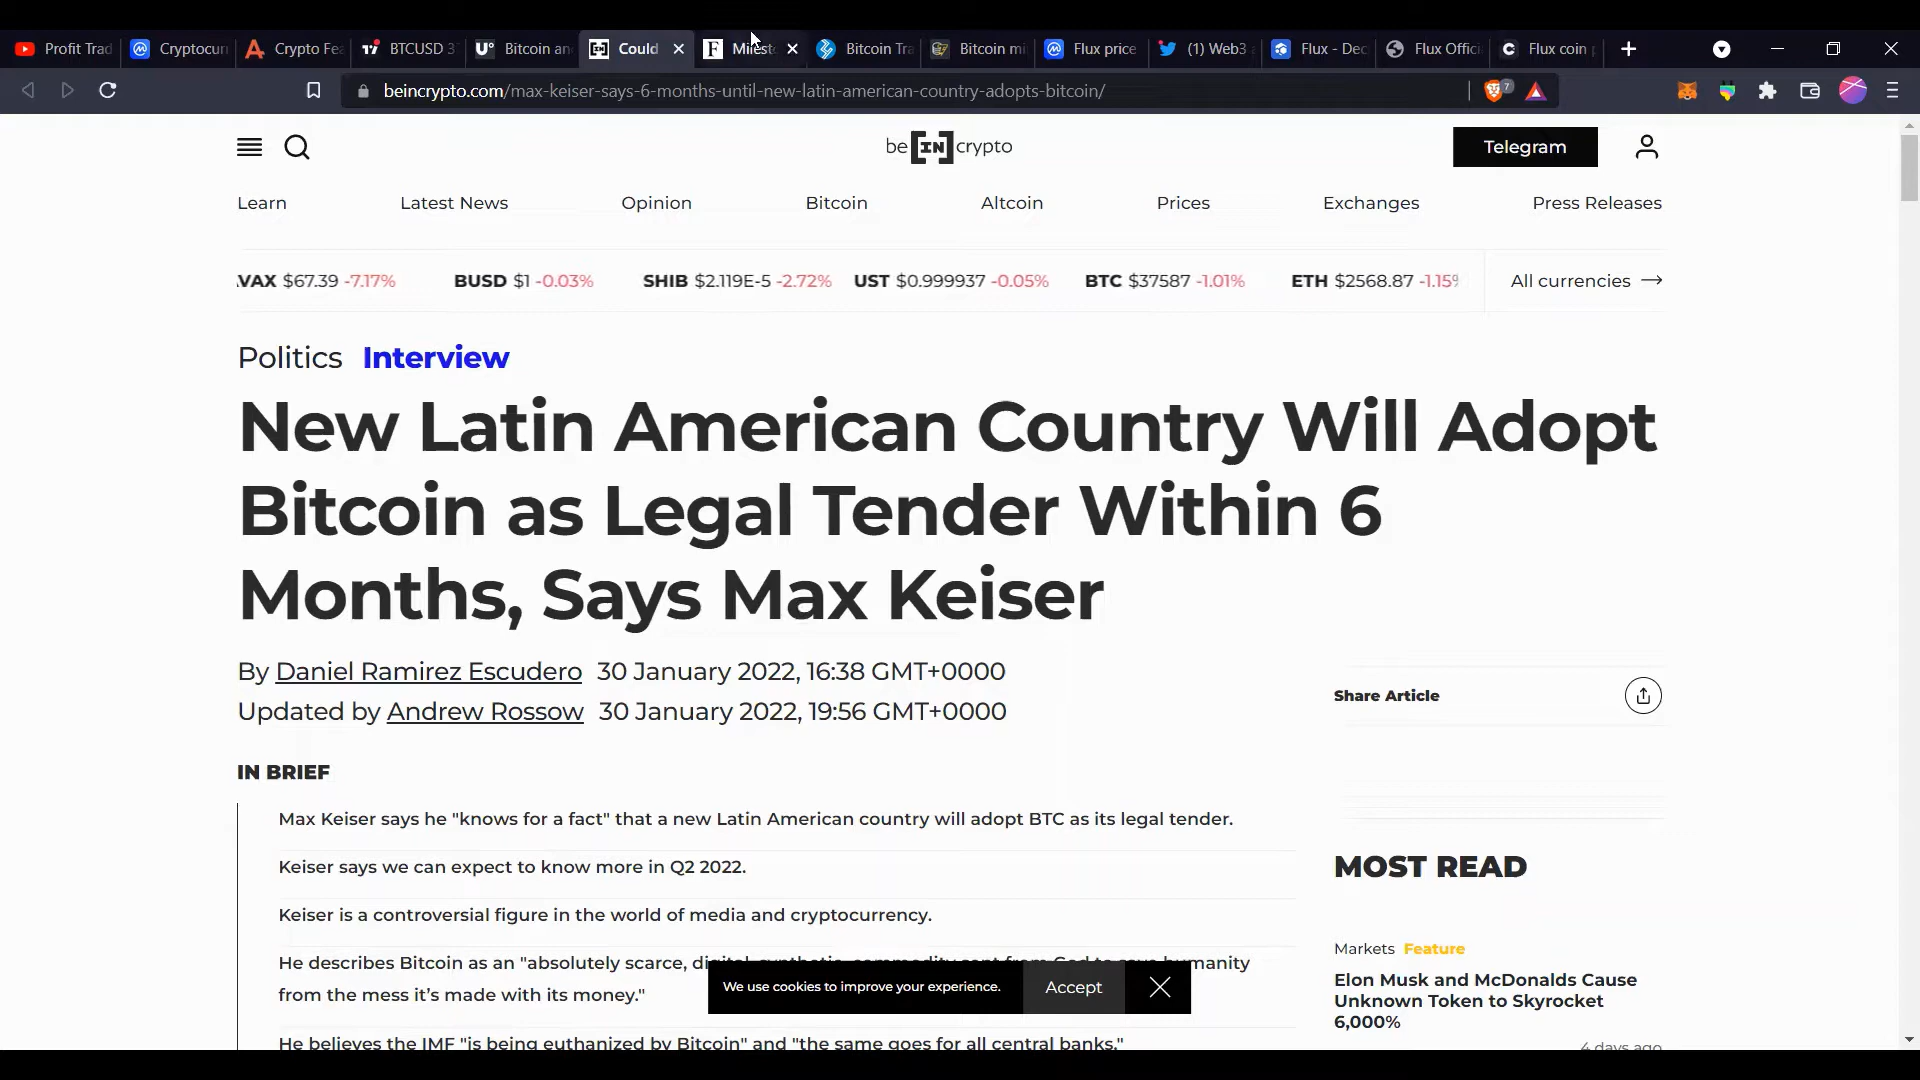 Profit Trad
Cryptocurr
Crypto Fea
BTCUSD 3
Bitcoin an
Could
Milest
Bitcoin Tra
Bitcoin mi
Flux price
(1) Web3
Flux - Dec
Flux Offici
Flux coin p
beincrypto.com/max-keiser-says-6-months-until-new-latin-american-country-adopts-bitcoin/
7
be[IN]crypto
Telegram
Learn
Latest News
Opinion
Bitcoin
Altcoin
Prices
Exchanges
Press Releases
AVAX $67.39 -7.17%
BUSD $1 -0.03%
SHIB $2.119E-5 -2.72%
UST $0.999937 -0.05%
BTC $37587 -1.01%
ETH $2568.87 -1.15%
All currencies →
Politics Interview
New Latin American Country Will Adopt
Bitcoin as Legal Tender Within 6
Months, Says Max Keiser
By Daniel Ramirez Escudero 30 January 2022, 16:38 GMT+0000
Updated by Andrew Rossow 30 January 2022, 19:56 GMT+0000
Share Article
IN BRIEF
Max Keiser says he "knows for a fact" that a new Latin American country will adopt BTC as its legal tender.
Keiser says we can expect to know more in Q2 2022.
Keiser is a controversial figure in the world of media and cryptocurrency.
He describes Bitcoin as an "absolutely scarce, digital, synthetic, commodity sent from God to save humanity
from the mess it's made with its money."
He believes the IMF "is being euthanized by Bitcoin" and "the same goes for all central banks."
We use cookies to improve your experience.
Accept
MOST READ
Markets Feature
Elon Musk and McDonalds Cause
Unknown Token to Skyrocket
6,000%
4 days ago